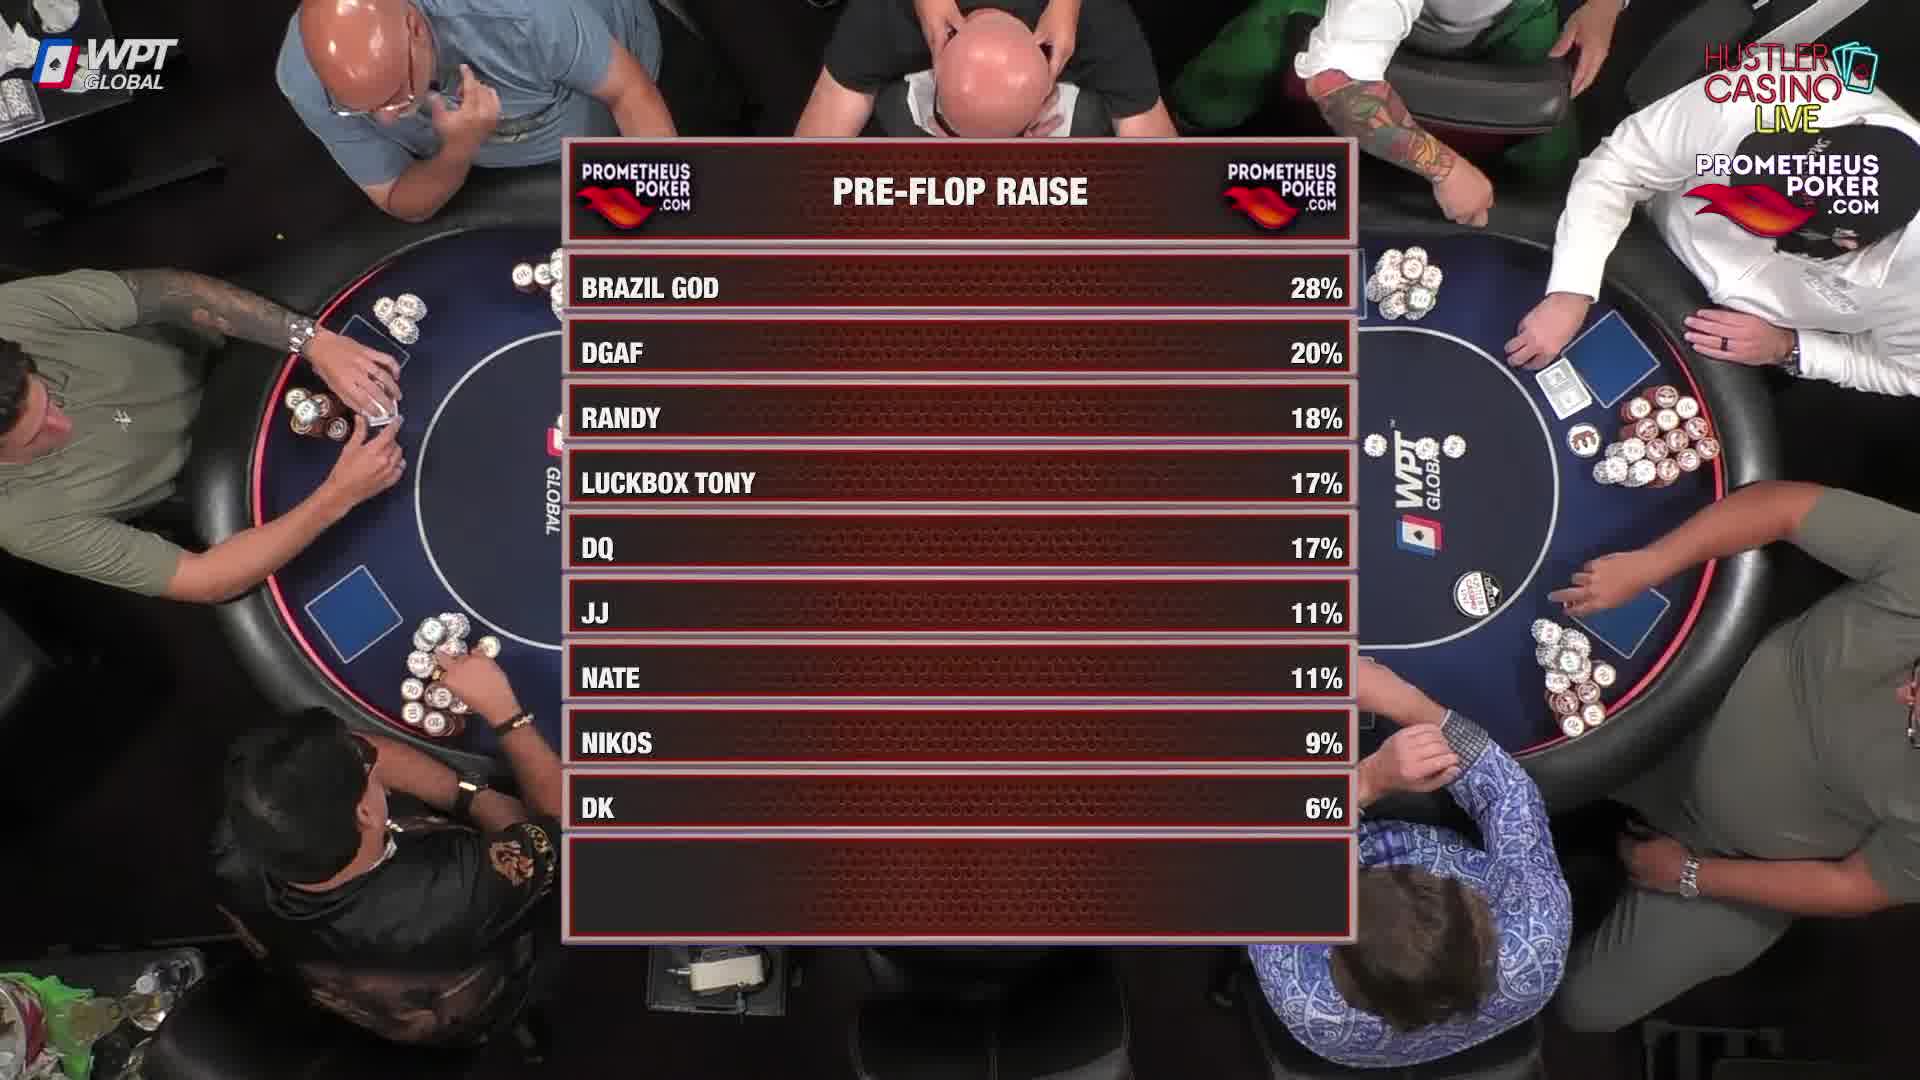 WPT
GLOBAL
HUSTLER
CASINO
LIVE
PROMETHEUS
POKER
.COM
PROMETHEUS
POKER
.COM
PRE-FLOP RAISE
PROMETHEUS
POKER
.COM
BRAZIL GOD 28%
DGAF 20%
RANDY 18%
LUCKBOX TONY 17%
DQ 17%
JJ 11%
NATE 11%
NIKOS 9%
DK 6%
GLOBAL
WPT
GLOBAL